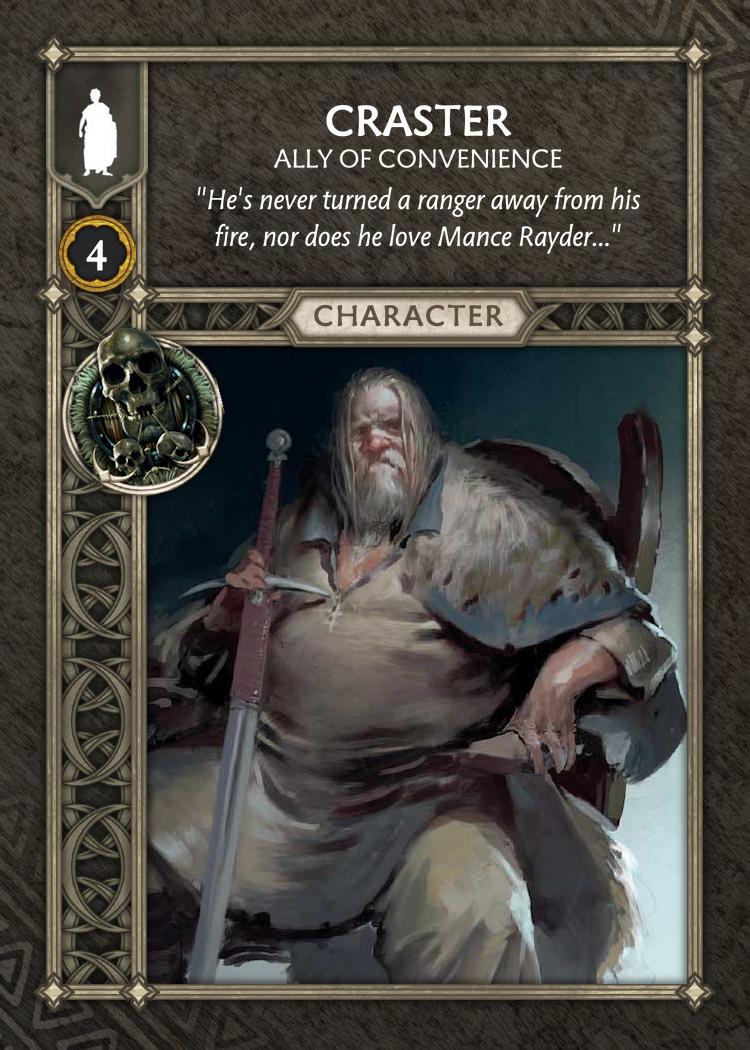 CRASTER
ALLY OF CONVENIENCE
"He's never turned a ranger away from his
fire, nor does he love Mance Rayder..."
4
CHARACTER